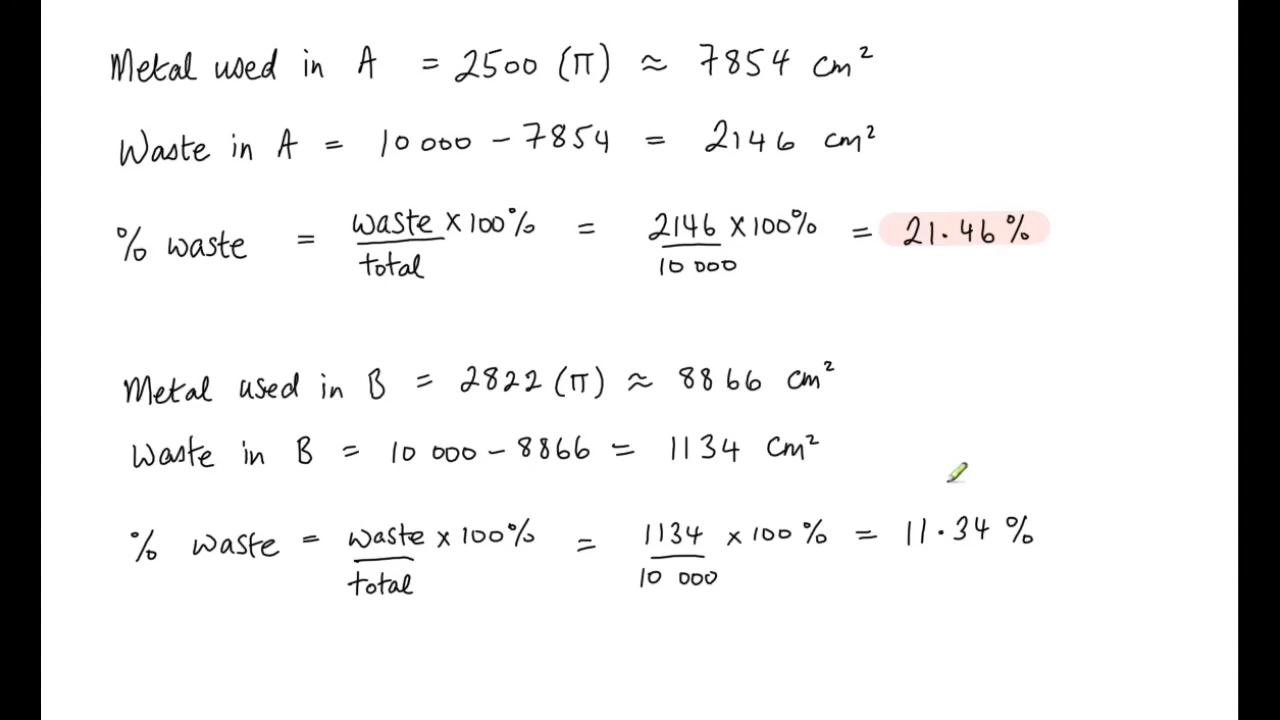 Metal used in A = 2500 (π) ≈ 7854 cm²
Waste in A = 10 000 - 7854 = 2146 cm²
% waste = waste/total × 100% = 2146/10 000 × 100% = 21.46%
Metal used in B = 2822 (π) ≈ 8866 cm²
Waste in B = 10 000 - 8866 = 1134 cm²
% waste = waste/total × 100% = 1134/10 000 × 100% = 11.34 %